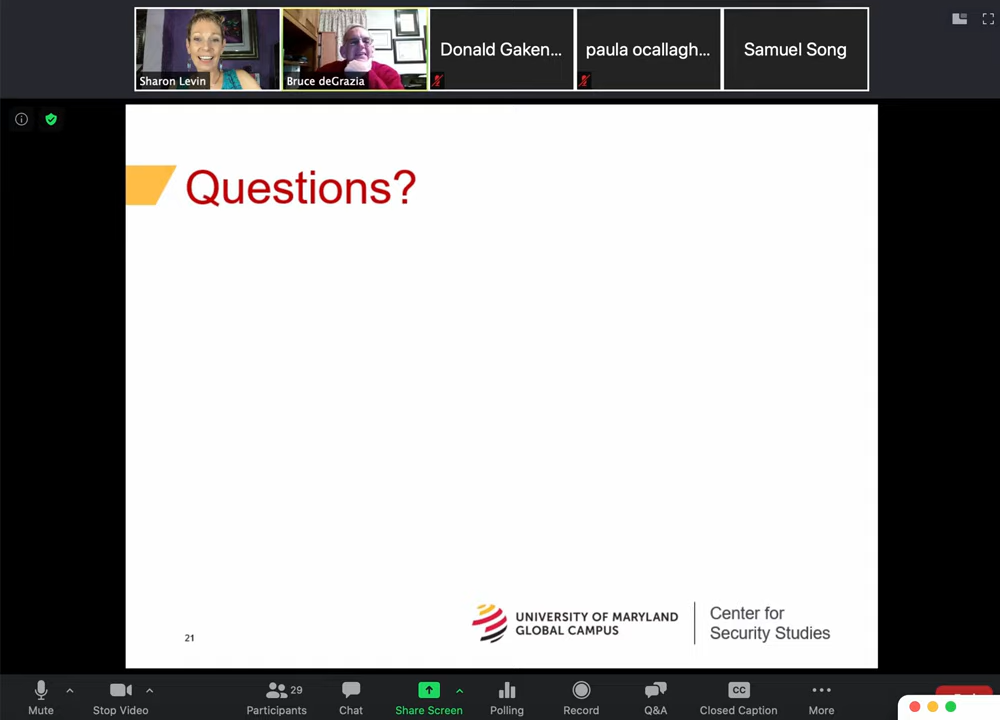 Sharon Levin
Bruce deGrazia
Donald Gaken...
paula ocallagh...
Samuel Song
Questions?
21
UNIVERSITY OF MARYLAND
GLOBAL CAMPUS
Center for
Security Studies
29
Mute
Stop Video
Participants
Chat
Share Screen
Polling
Record
Q&A
CC
Closed Caption
More